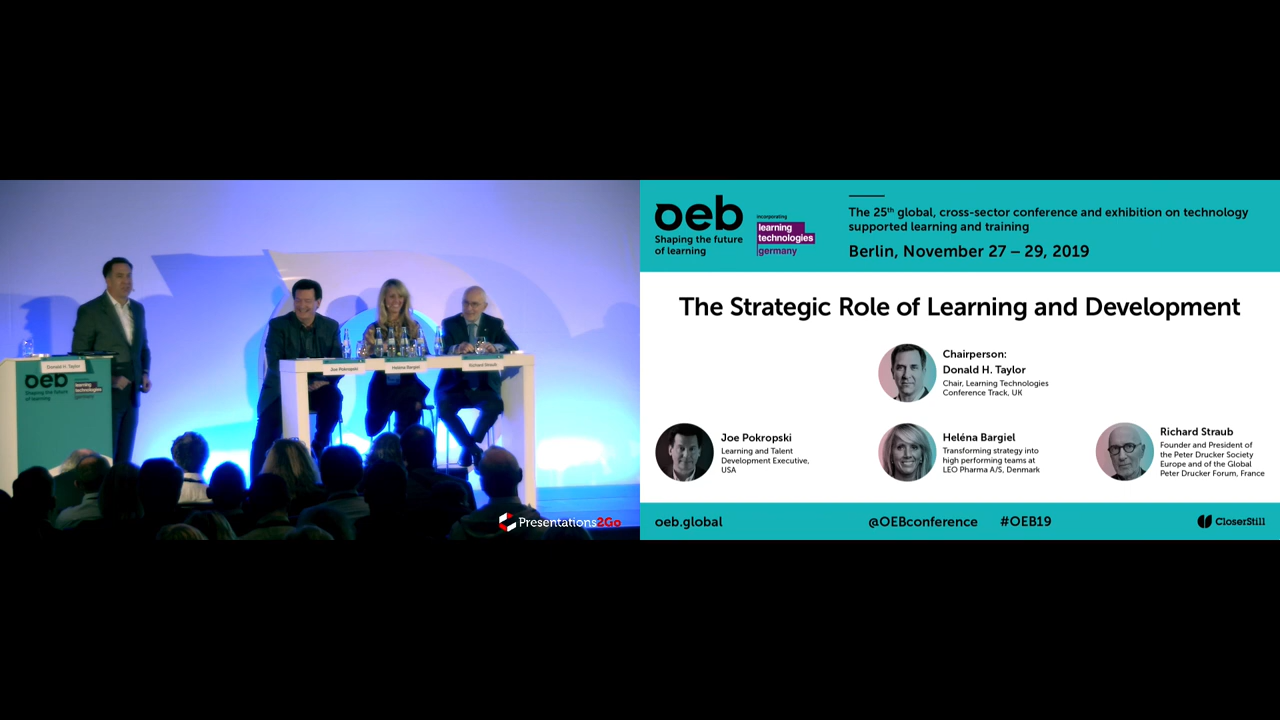 Donald H. Taylor
oeb
Shaping the future
of learning
learning
technologies
germany
Joe Pokropski
Heléna Bargiel
Richard Straub
Presentations2Go
oeb
Shaping the future
of learning
incorporating
learning
technologies
germany
The 25th global, cross-sector conference and exhibition on technology
supported learning and training
Berlin, November 27 – 29, 2019
The Strategic Role of Learning and Development
Chairperson:
Donald H. Taylor
Chair, Learning Technologies
Conference Track, UK
Joe Pokropski
Learning and Talent
Development Executive,
USA
Heléna Bargiel
Transforming strategy into
high performing teams at
LEO Pharma A/S, Denmark
Richard Straub
Founder and President of
the Peter Drucker Society
Europe and of the Global
Peter Drucker Forum, France
oeb.global
@OEBconference
#OEB19
CloserStill